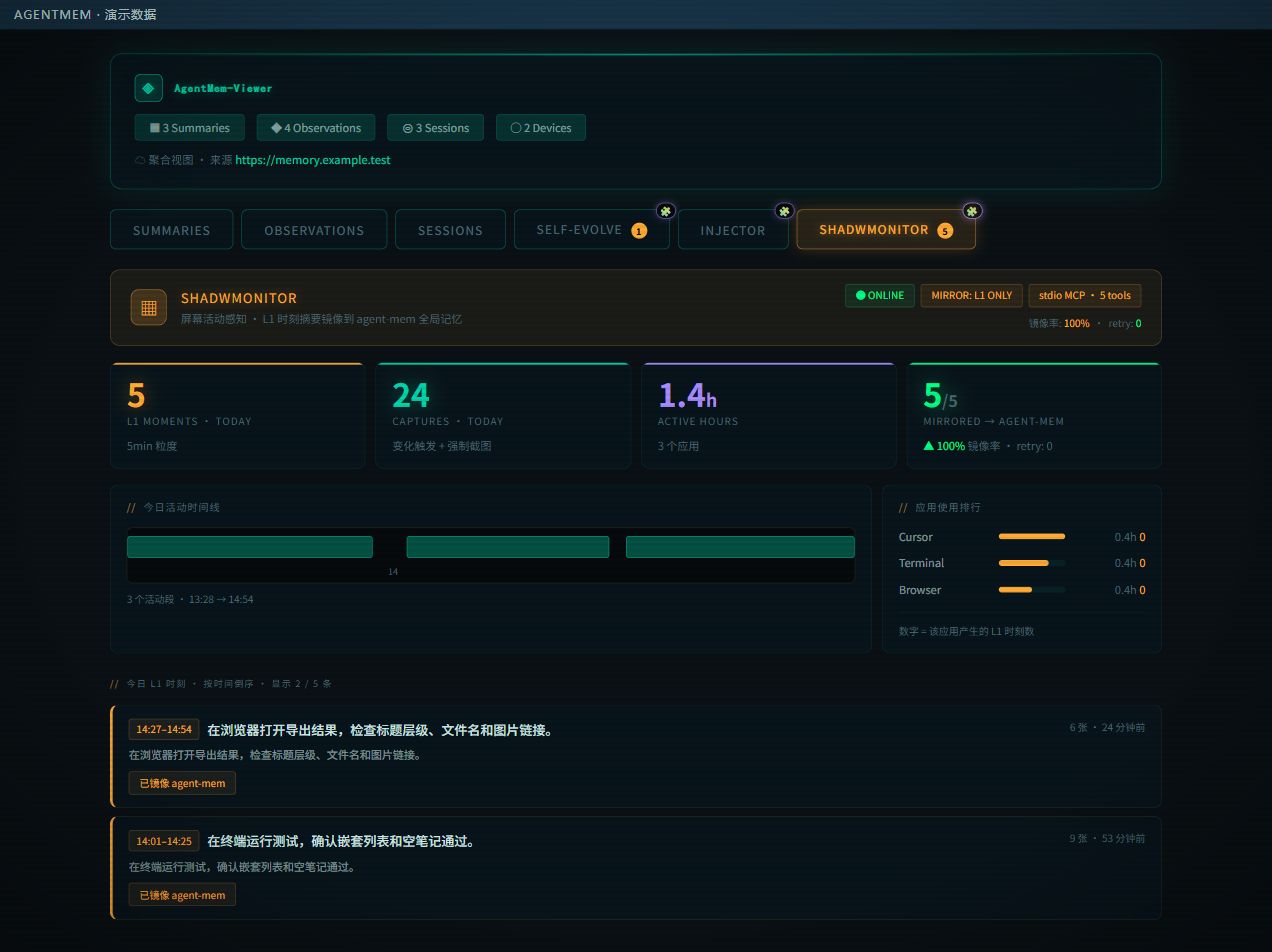 AGENTMEM · 演示数据
AgentMem-Viewer
3 Summaries
4 Observations
3 Sessions
2 Devices
聚合视图 · 来源 https://memory.example.test
SUMMARIES
OBSERVATIONS
SESSIONS
SELF-EVOLVE 1
INJECTOR
SHADWMONITOR 5
SHADWMONITOR
屏幕活动感知 · L1 时刻摘要镜像到 agent-mem 全局记忆
ONLINE
MIRROR: L1 ONLY
stdio MCP · 5 tools
镜像率: 100% · retry: 0
5
L1 MOMENTS · TODAY
5min 粒度
24
CAPTURES · TODAY
变化触发 + 强制截图
1.4h
ACTIVE HOURS
3 个应用
5/5
MIRRORED → AGENT-MEM
▲ 100% 镜像率 · retry: 0
// 今日活动时间线
14
3 个活动段 · 13:28 → 14:54
// 应用使用排行
Cursor 0.4h 0
Terminal 0.4h 0
Browser 0.4h 0
数字 = 该应用产生的 L1 时刻数
// 今日 L1 时刻 · 按时间倒序 · 显示 2 / 5 条
14:27–14:54 在浏览器打开导出结果，检查标题层级、文件名和图片链接。 6 张 · 24 分钟前
在浏览器打开导出结果，检查标题层级、文件名和图片链接。
已镜像 agent-mem
14:01–14:25 在终端运行测试，确认嵌套列表和空笔记通过。 9 张 · 53 分钟前
在终端运行测试，确认嵌套列表和空笔记通过。
已镜像 agent-mem